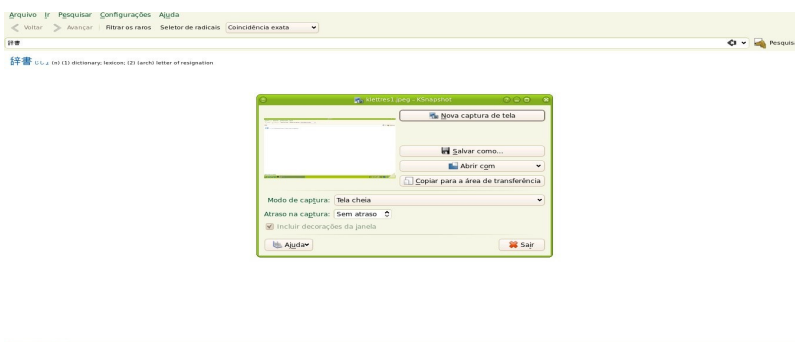 Arquivo Ir Pesquisar Configurações Ajuda
Voltar Avançar Filtrar os raros Seletor de radicais Coincidência exata
辞書 Pesquis
辞書 じしょ (n) (1) dictionary; lexicon; (2) (arch) letter of resignation
klettres1.jpeg - KSnapshot
Nova captura de tela
Salvar como...
Abrir com
Copiar para a área de transferência
Modo de captura: Tela cheia
Atraso na captura: Sem atraso
Incluir decorações da janela
Ajuda Sair